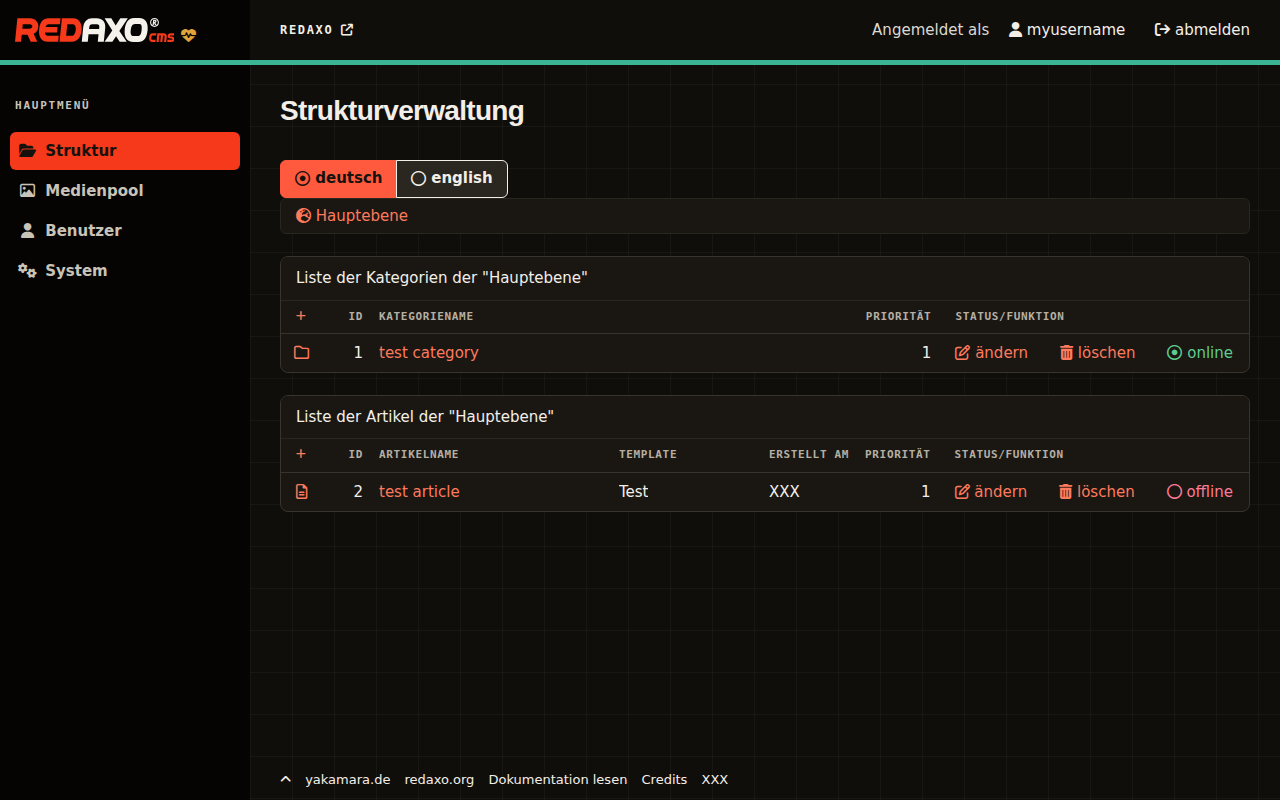 REDAXO® cms
REDAXO
Angemeldet als myusername abmelden
HAUPTMENÜ
Struktur
Medienpool
Benutzer
System
Strukturverwaltung
deutsch english
Hauptebene
Liste der Kategorien der "Hauptebene"
+ ID KATEGORIENAME PRIORITÄT STATUS/FUNKTION
1 test category 1 ändern löschen online
Liste der Artikel der "Hauptebene"
+ ID ARTIKELNAME TEMPLATE ERSTELLT AM PRIORITÄT STATUS/FUNKTION
2 test article Test XXX 1 ändern löschen offline
yakamara.de redaxo.org Dokumentation lesen Credits XXX